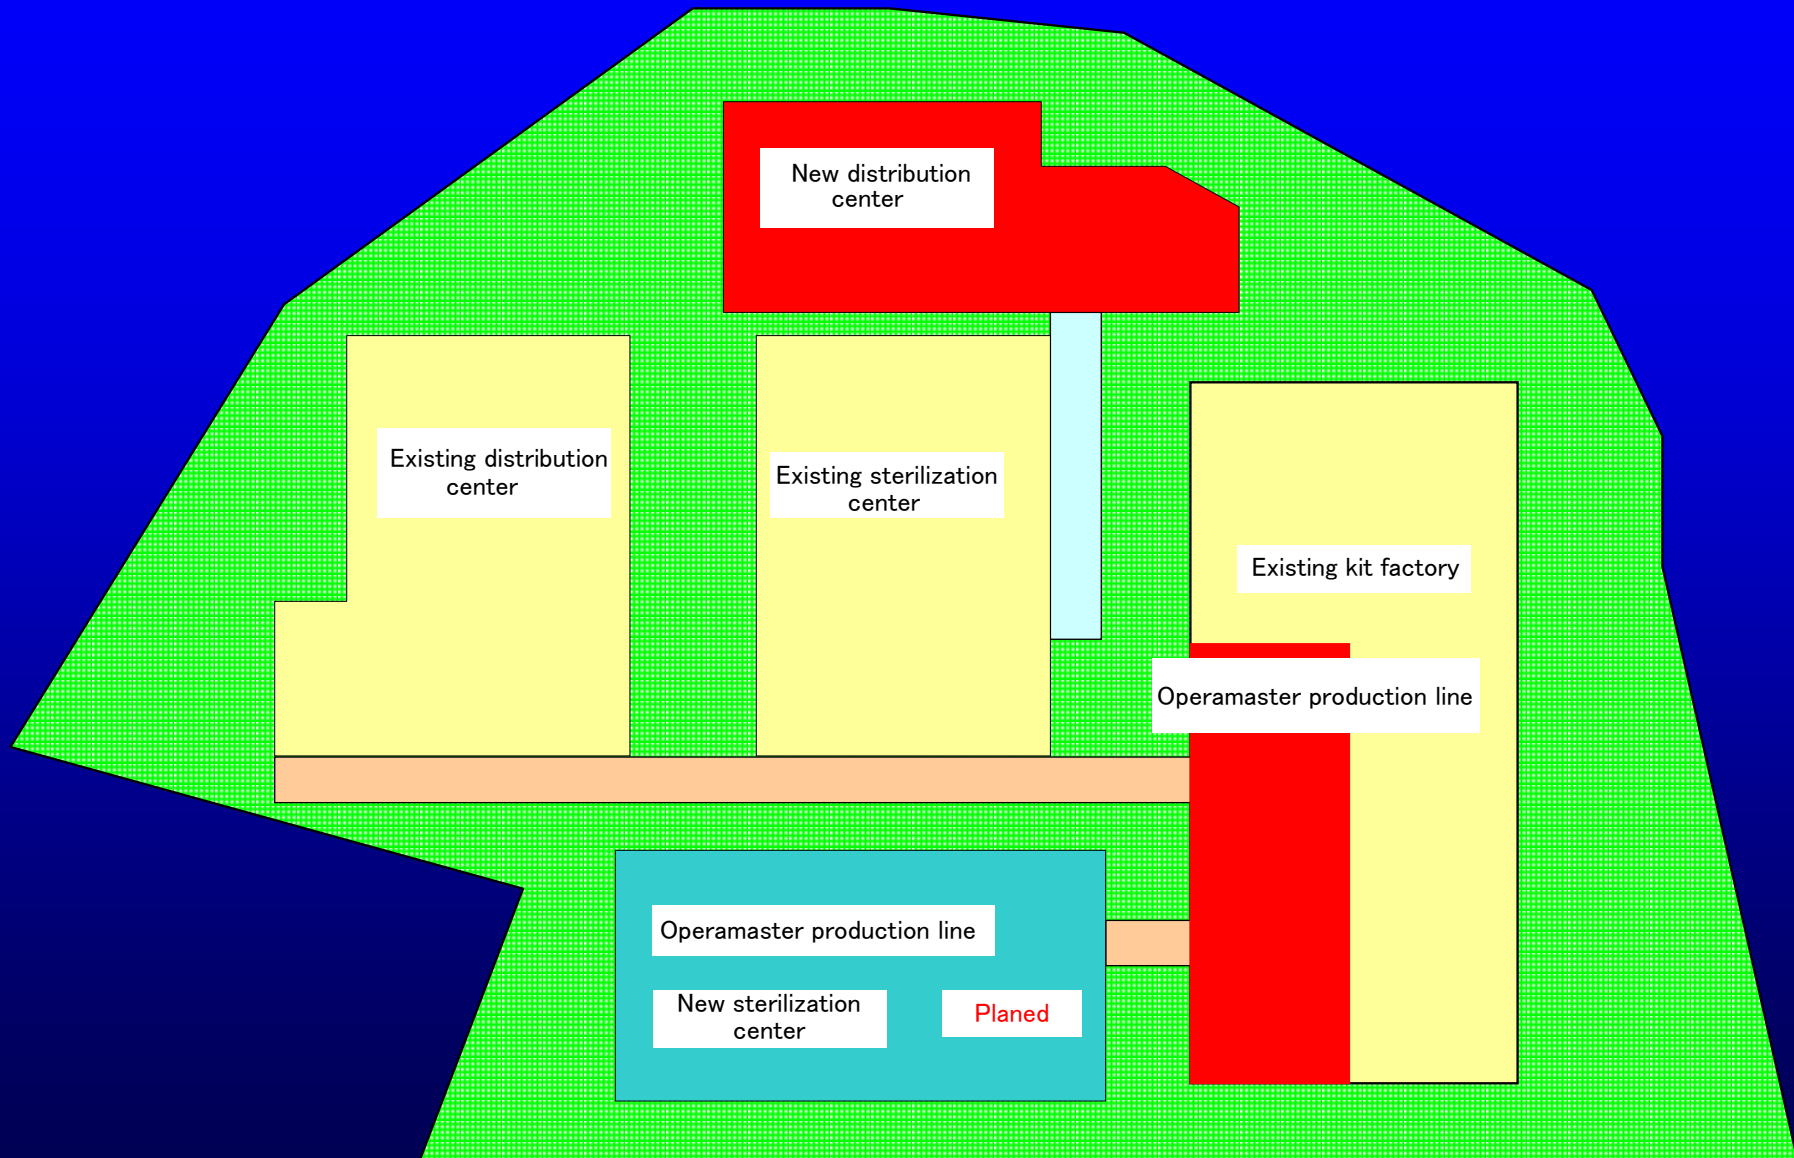 New distribution
center
Existing distribution
center
Existing sterilization
center
Existing kit factory
Operamaster production line
Operamaster production line
New sterilization
center
Planed